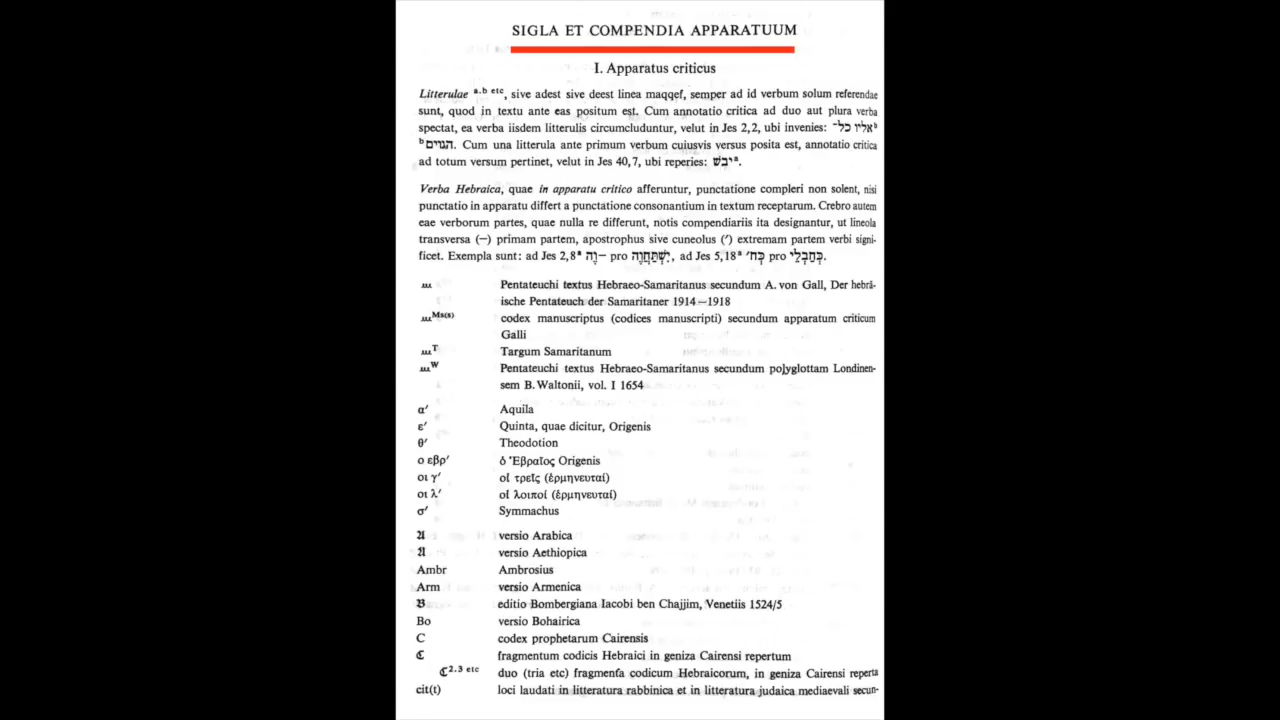 SIGLA ET COMPENDIA APPARATUUM
I. Apparatus criticus
Litterulae a.b etc, sive adest sive deest linea maqqef, semper ad id verbum solum referendae
sunt, quod in textu ante eas positum est. Cum annotatio critica ad duo aut plura verba
spectat, ea verba iisdem litterulis circumcluduntur, velut in Jes 2,2, ubi invenies: ᵇאליו כל־
הגוים ᵇ. Cum una litterula ante primum verbum cuiusvis versus posita est, annotatio critica
ad totum versum pertinet, velut in Jes 40,7, ubi reperies: ᵃיבש.
Verba Hebraica, quae in apparatu critico afferuntur, punctatione compleri non solent, nisi
punctatio in apparatu differt a punctatione consonantium in textum receptarum. Crebro autem
eae verborum partes, quae nulla re differunt, notis compendiariis ita designantur, ut lineola
transversa (—) primam partem, apostrophus sive cuneolus (′) extremam partem verbi signi-
ficet. Exempla sunt: ad Jes 2,8ᵃ —וֶה pro יִשְׁתַּחֲוֶה, ad Jes 5,18ᵃ כְּח׳ pro כְּחַבְלֵי.
ⅿ Pentateuchi textus Hebraeo-Samaritanus secundum A. von Gall, Der hebrä-
ische Pentateuch der Samaritaner 1914—1918
Ms(s) codex manuscriptus (codices manuscripti) secundum apparatum criticum
Galli
T Targum Samaritanum
W Pentateuchi textus Hebraeo-Samaritanus secundum polyglottam Londinen-
sem B. Waltonii, vol. I 1654
α′ Aquila
ε′ Quinta, quae dicitur, Origenis
θ′ Theodotion
ο εβρ′ ὁ Ἑβραῖος Origenis
οι γ′ οἱ τρεῖς (ἑρμηνευταί)
οι λ′ οἱ λοιποί (ἑρμηνευταί)
σ′ Symmachus
𝔄 versio Arabica
𝔄 versio Aethiopica
Ambr Ambrosius
Arm versio Armenica
𝔅 editio Bombergiana Iacobi ben Chajjim, Venetiis 1524/5
Bo versio Bohairica
C codex prophetarum Cairensis
ℭ fragmentum codicis Hebraici in geniza Cairensi repertum
ℭ2.3 etc duo (tria etc) fragmenta codicum Hebraicorum, in geniza Cairensi reperta
cit(t) loci laudati in litteratura rabbinica et in litteratura judaica mediaevali secun-